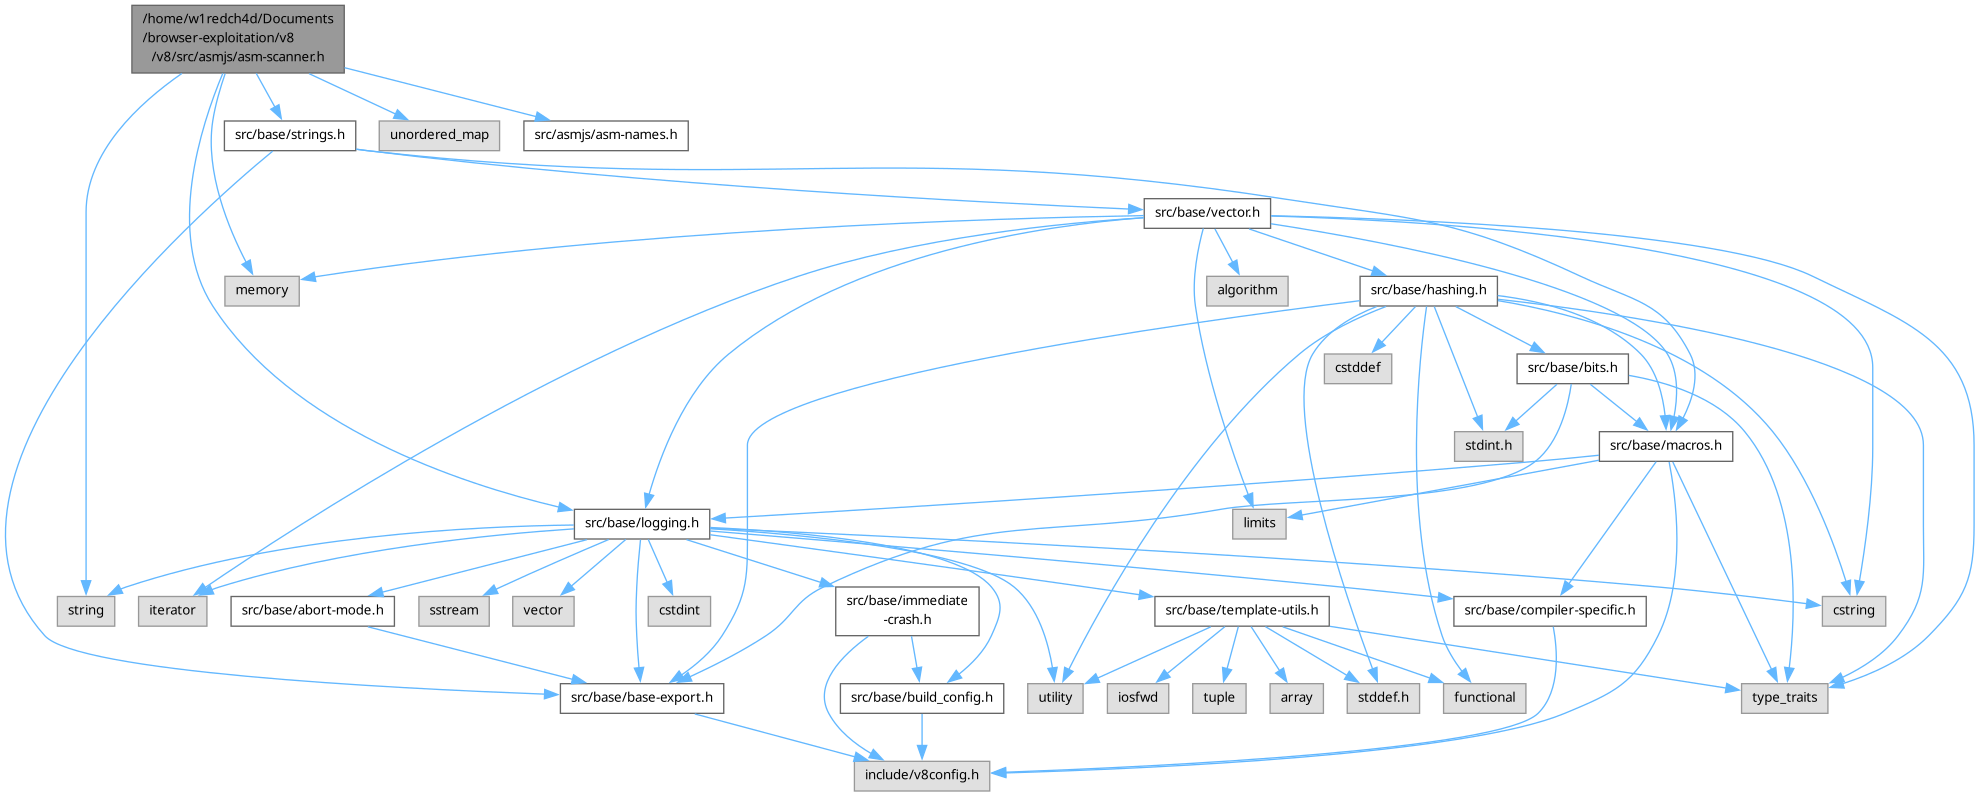 /home/w1redch4d/Documents
/browser-exploitation/v8
/v8/src/asmjs/asm-scanner.h
src/base/strings.h
unordered_map
src/asmjs/asm-names.h
src/base/vector.h
memory
algorithm
src/base/hashing.h
cstddef
src/base/bits.h
stdint.h
src/base/macros.h
src/base/logging.h
limits
string
iterator
src/base/abort-mode.h
sstream
vector
cstdint
src/base/immediate
-crash.h
src/base/template-utils.h
src/base/compiler-specific.h
cstring
src/base/base-export.h
src/base/build_config.h
utility
iosfwd
tuple
array
stddef.h
functional
type_traits
include/v8config.h